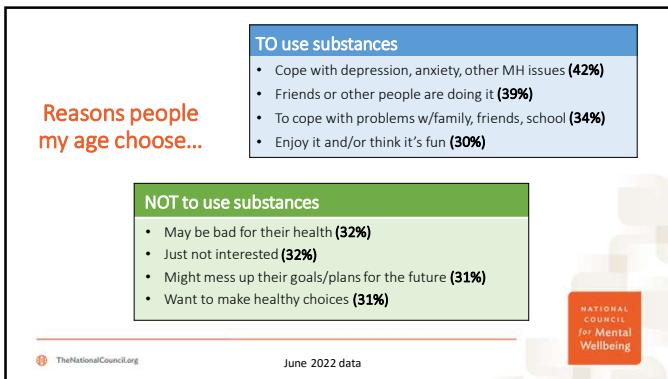 Reasons people
my age choose...
TO use substances
• Cope with depression, anxiety, other MH issues (42%)
• Friends or other people are doing it (39%)
• To cope with problems w/family, friends, school (34%)
• Enjoy it and/or think it's fun (30%)
NOT to use substances
• May be bad for their health (32%)
• Just not interested (32%)
• Might mess up their goals/plans for the future (31%)
• Want to make healthy choices (31%)
NATIONAL
COUNCIL
for Mental
Wellbeing
TheNationalCouncil.org
June 2022 data